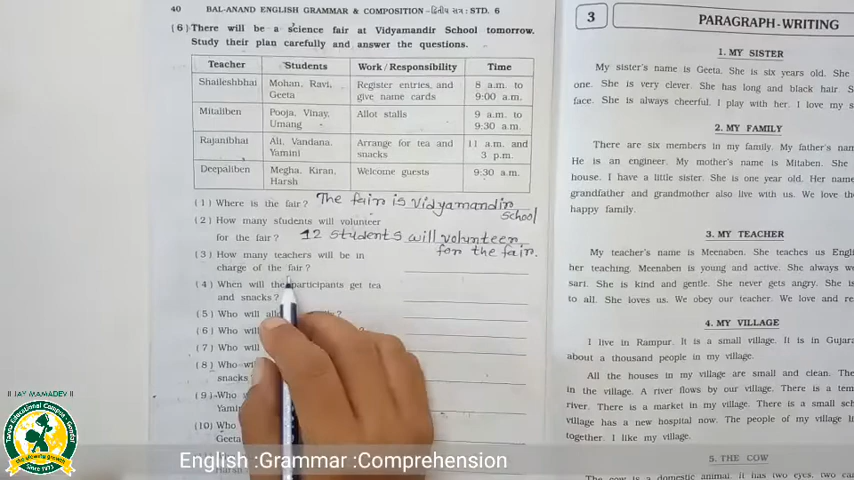 40 BAL-ANAND ENGLISH GRAMMAR & COMPOSITION – દ્વિતીય સત્ર : STD. 6
(6) There will be a science fair at Vidyamandir School tomorrow.
Study their plan carefully and answer the questions.
Teacher Students Work / Responsibility Time
Shaileshbhai Mohan, Ravi, Register entries, and 8 a.m. to
Geeta give name cards 9:00 a.m.
Mitaliben Pooja, Vinay, Allot stalls 9 a.m. to
Umang 9:30 a.m.
Rajanibhai Ali, Vandana, Arrange for tea and 11 a.m. and
Yamini snacks 3 p.m.
Deepaliben Megha, Kiran, Welcome guests 9:30 a.m.
Harsh
(1) Where is the fair? The fair is vidyamandir
school
(2) How many students will volunteer
for the fair? 12 students will volunteer
for the fair.
(3) How many teachers will be in
charge of the fair?
(4) When will the participants get tea
and snacks?
(5) Who will
(6) Who will
(7) Who will
(8) Who
snacks
(9) Who
(10) Who
Geeta
3 PARAGRAPH-WRITING
1. MY SISTER
My sister's name is Geeta. She is six years old. She
one. She is very clever. She has long and black hair
face. She is always cheerful. I play with her. I love my
2. MY FAMILY
There are six members in my family. My father's
He is an engineer. My mother's name is Mitaben. She
house. I have a little sister. She is one year old. Her name
grandfather and grandmother also live with us. We love
happy family.
3. MY TEACHER
My teacher's name is Meenaben. She teaches us
her teaching. Meenaben is young and healthy. She always
sari. She is kind and gentle. She never gets angry. She is
to all. She loves us. We obey our teacher. We love and
4. MY VILLAGE
I live in Rampur. It is a small village. It is in
about a thousand people in my village.
All the houses in my village are small and clean. The
in the village. A river flows by our village. There is a
river. There is a market in my village. There is a small
village has a new hospital now. The people of my village
together. I like my village.
5. THE COW
The cow is a domestic animal. It has two eyes, two
|| JAY MAMADEV ||
English :Grammar :Comprehension